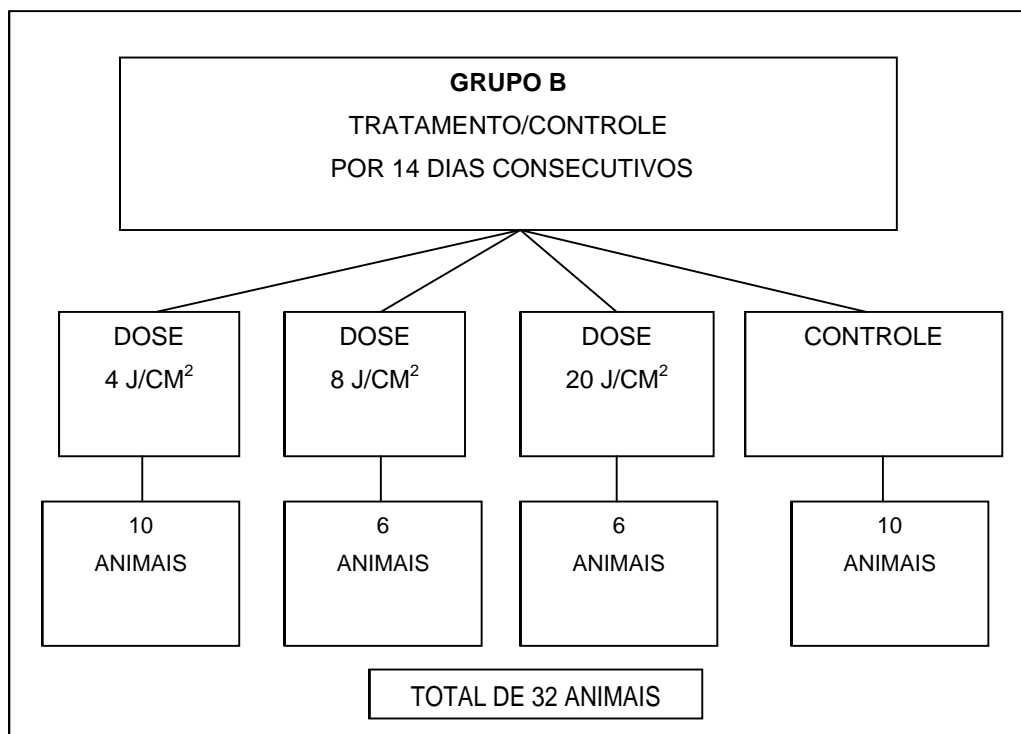 GRUPO B
TRATAMENTO/CONTROLE
POR 14 DIAS CONSECUTIVOS
DOSE
4 J/CM²
DOSE
8 J/CM²
DOSE
20 J/CM²
CONTROLE
10
ANIMAIS
6
ANIMAIS
6
ANIMAIS
10
ANIMAIS
TOTAL DE 32 ANIMAIS